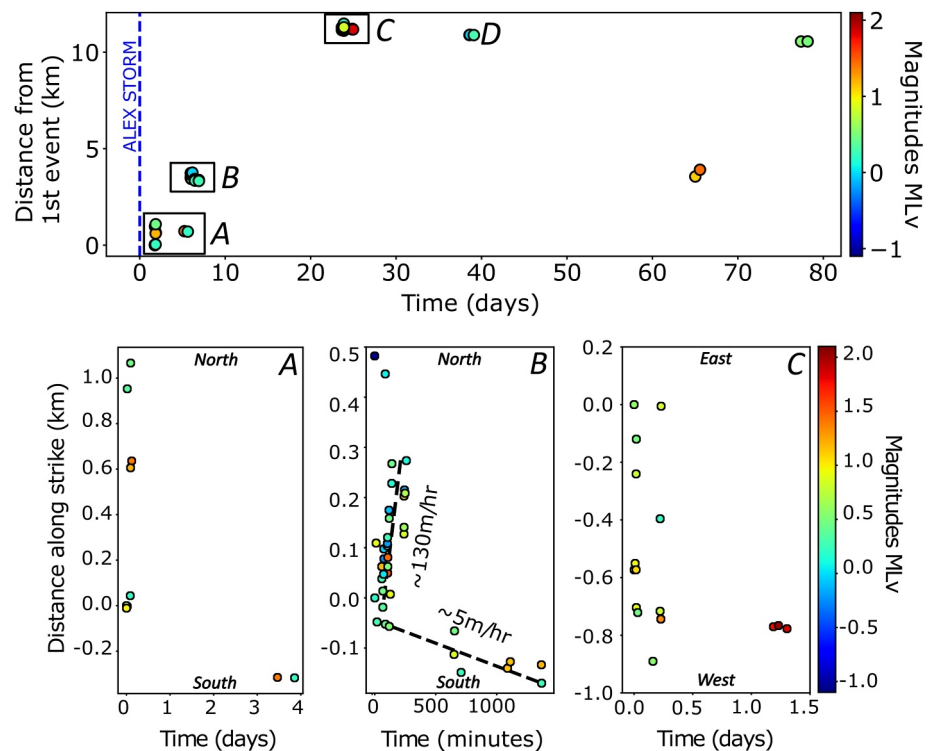 Distance from
1st event (km)
10
5
0
ALEX STORM
A
B
C
D
0 10 20 30 40 50 60 70 80
Time (days)
2
1
0
−1
Magnitudes MLv
Distance along strike (km)
1.0
0.8
0.6
0.4
0.2
0.0
-0.2
North
A
South
0 1 2 3 4
Time (days)
0.5
0.4
0.3
0.2
0.1
0.0
-0.1
North
B
~130m/hr
~5m/hr
South
0 500 1000
Time (minutes)
0.2
0.0
-0.2
-0.4
-0.6
-0.8
-1.0
East
C
West
0.0 0.5 1.0 1.5
Time (days)
2.0
1.5
1.0
0.5
0.0
-0.5
-1.0
Magnitudes MLv